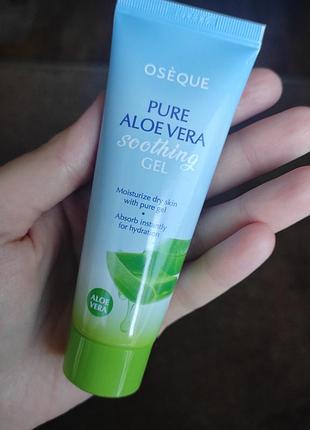 OSÈQUE
PURE
ALOE VERA
soothing
GEL
Moisturize dry skin
with pure gel
•
Absorb instantly
for hydration
ALOE
VERA